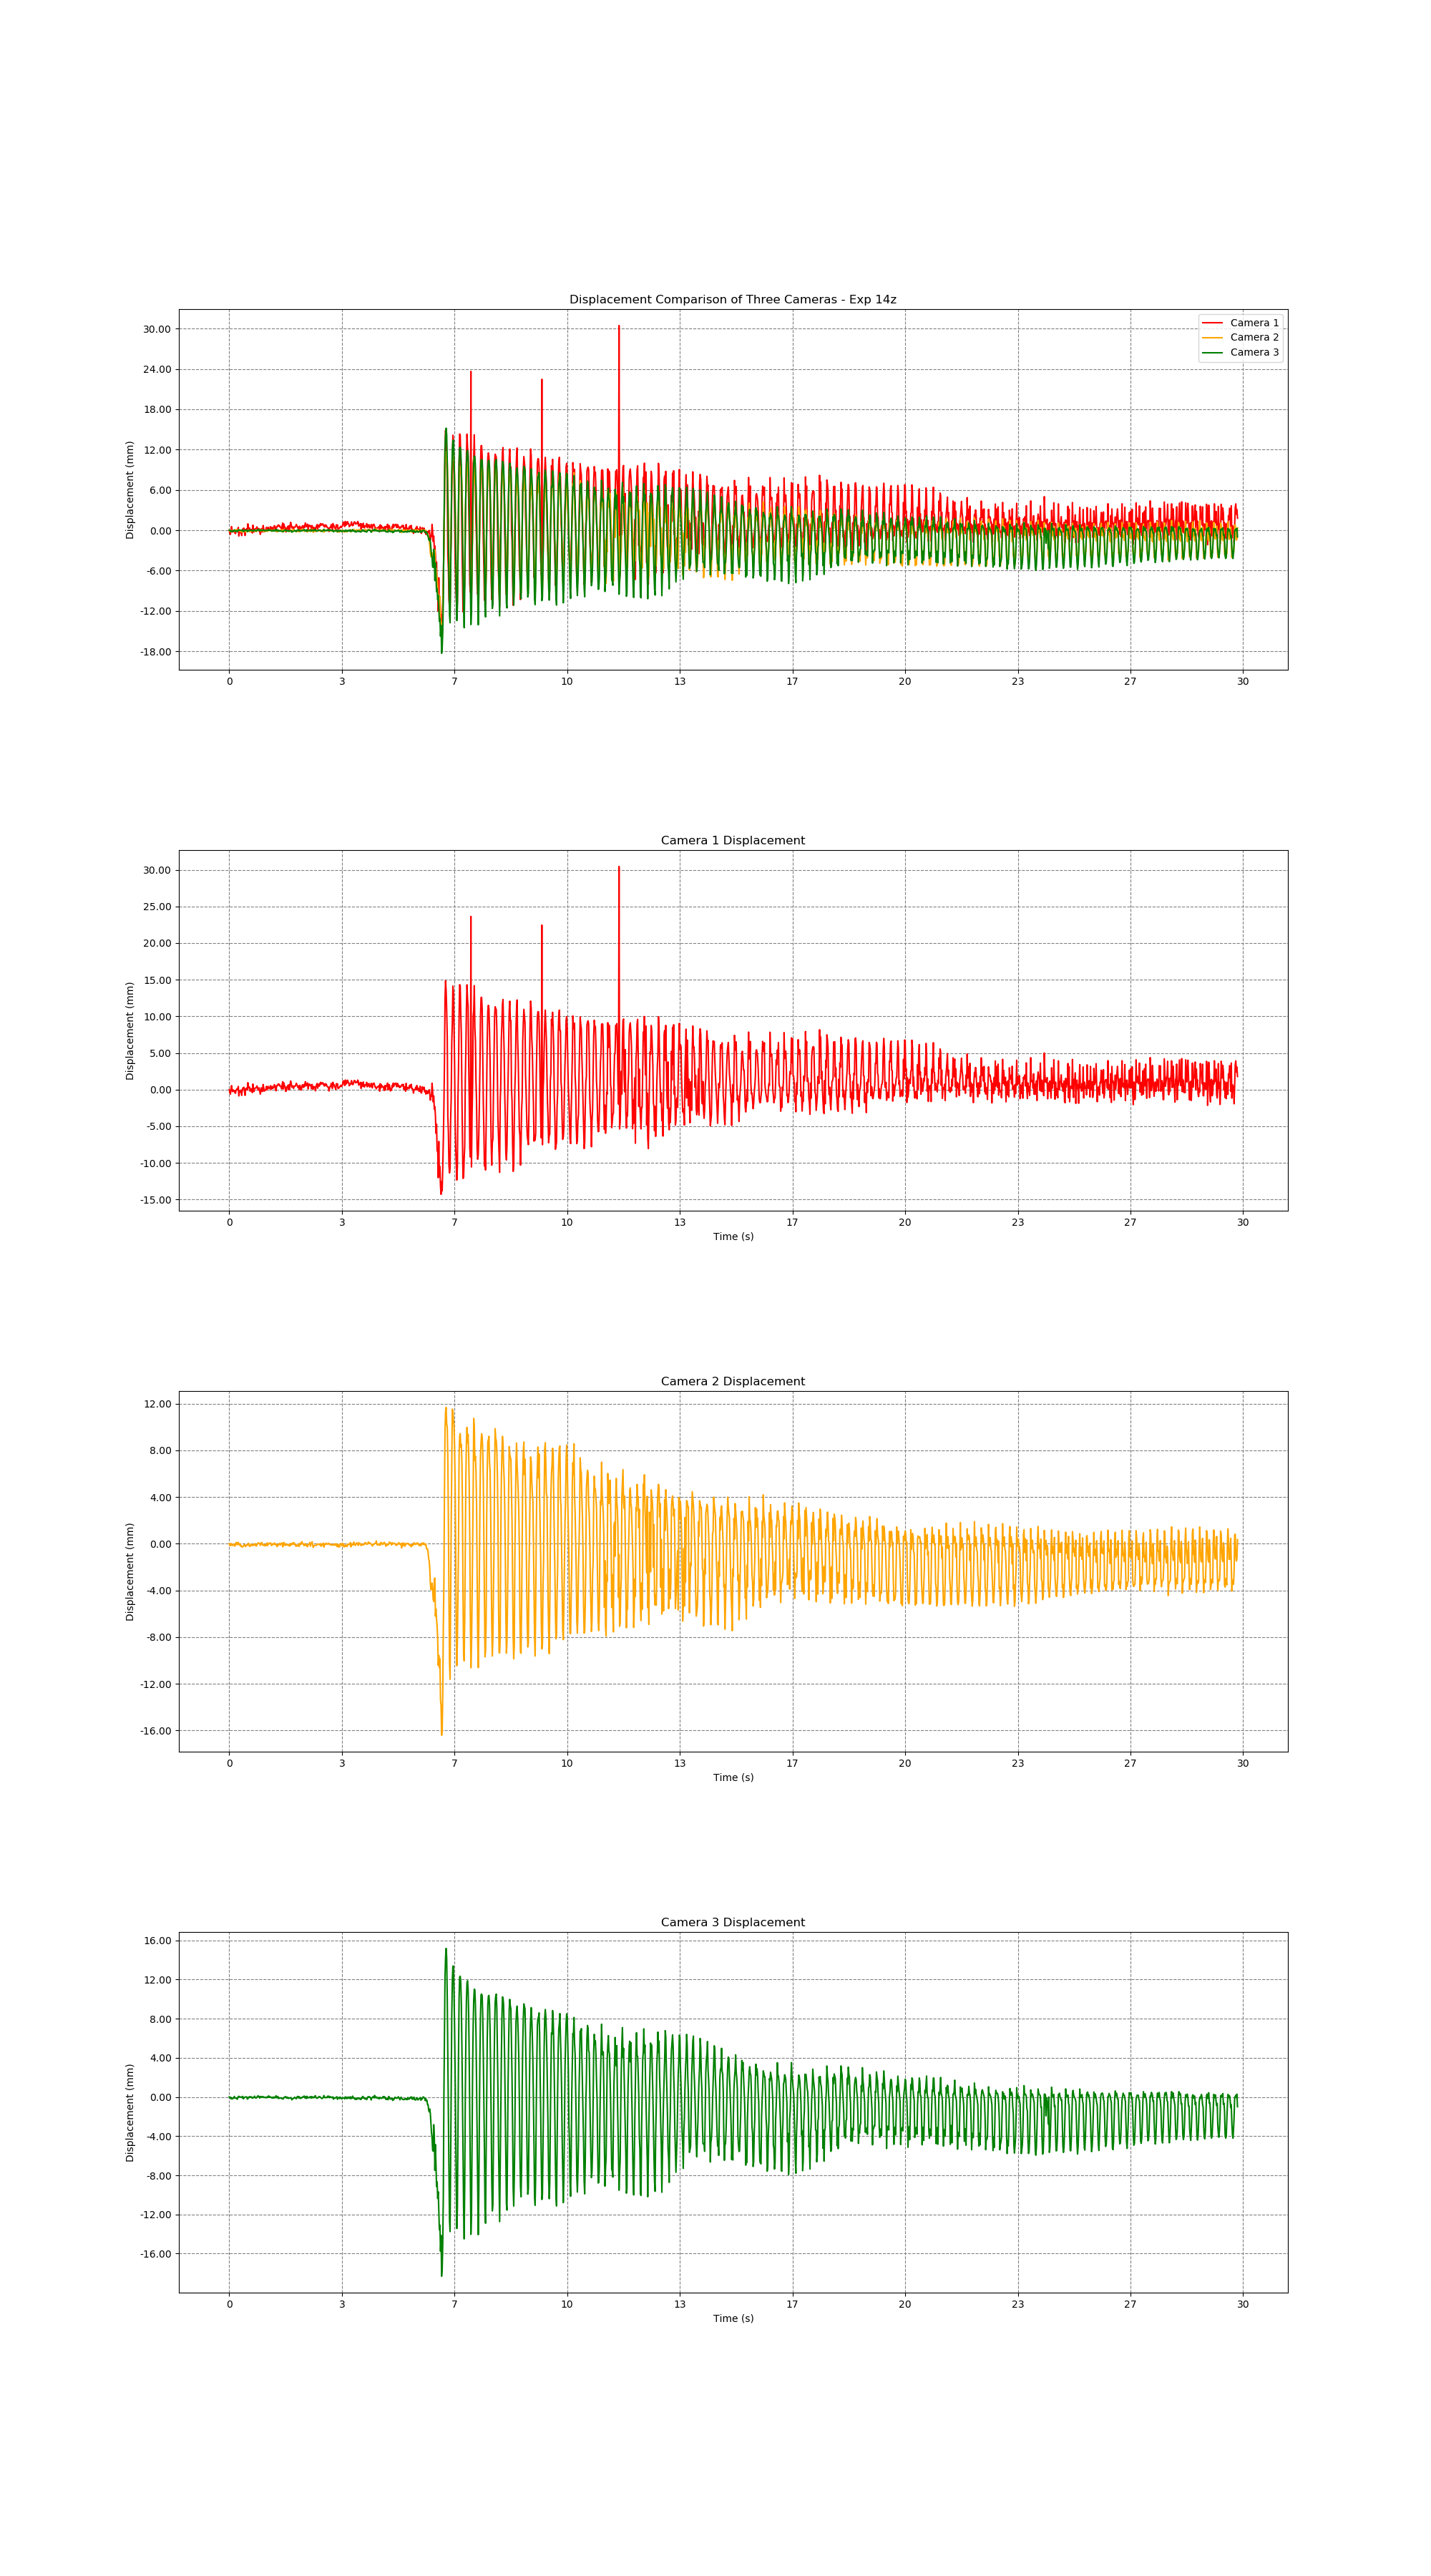 Displacement Comparison of Three Cameras - Exp 14z
Displacement (mm)
30.00
24.00
18.00
12.00
6.00
0.00
-6.00
-12.00
-18.00
Camera 1
Camera 2
Camera 3
0 3 7 10 13 17 20 23 27 30
Camera 1 Displacement
Displacement (mm)
30.00
25.00
20.00
15.00
10.00
5.00
0.00
-5.00
-10.00
-15.00
0 3 7 10 13 17 20 23 27 30
Time (s)
Camera 2 Displacement
Displacement (mm)
12.00
8.00
4.00
0.00
-4.00
-8.00
-12.00
-16.00
0 3 7 10 13 17 20 23 27 30
Time (s)
Camera 3 Displacement
Displacement (mm)
16.00
12.00
8.00
4.00
0.00
-4.00
-8.00
-12.00
-16.00
0 3 7 10 13 17 20 23 27 30
Time (s)